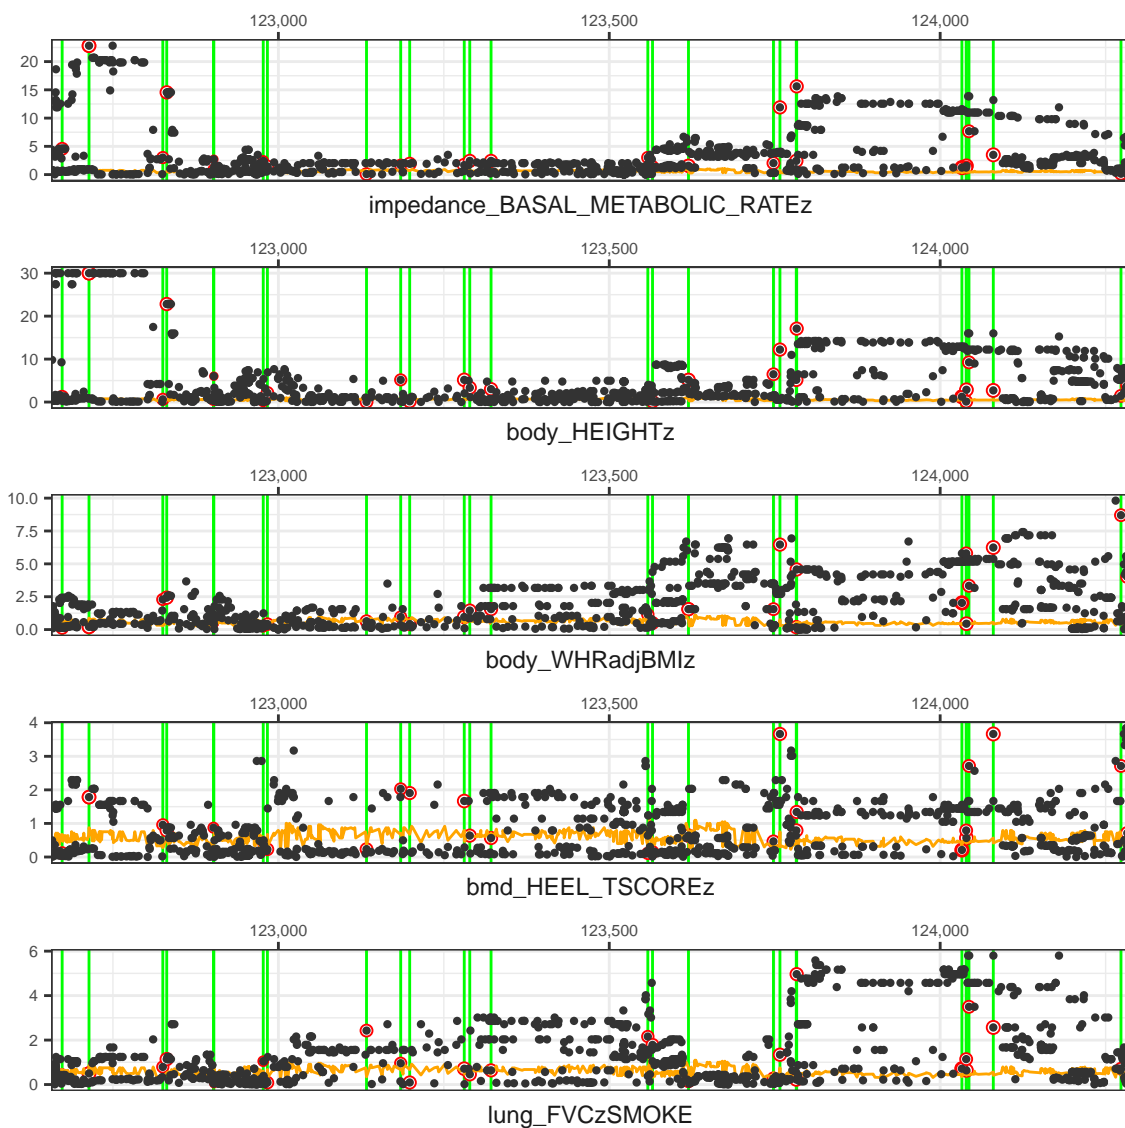 123,000 123,500 124,000
20
15
10
5
0
impedance_BASAL_METABOLIC_RATEz
123,000 123,500 124,000
30
20
10
0
body_HEIGHTz
123,000 123,500 124,000
10.0
7.5
5.0
2.5
0.0
body_WHRadjBMIz
123,000 123,500 124,000
4
3
2
1
0
bmd_HEEL_TSCOREz
123,000 123,500 124,000
6
4
2
0
lung_FVCzSMOKE